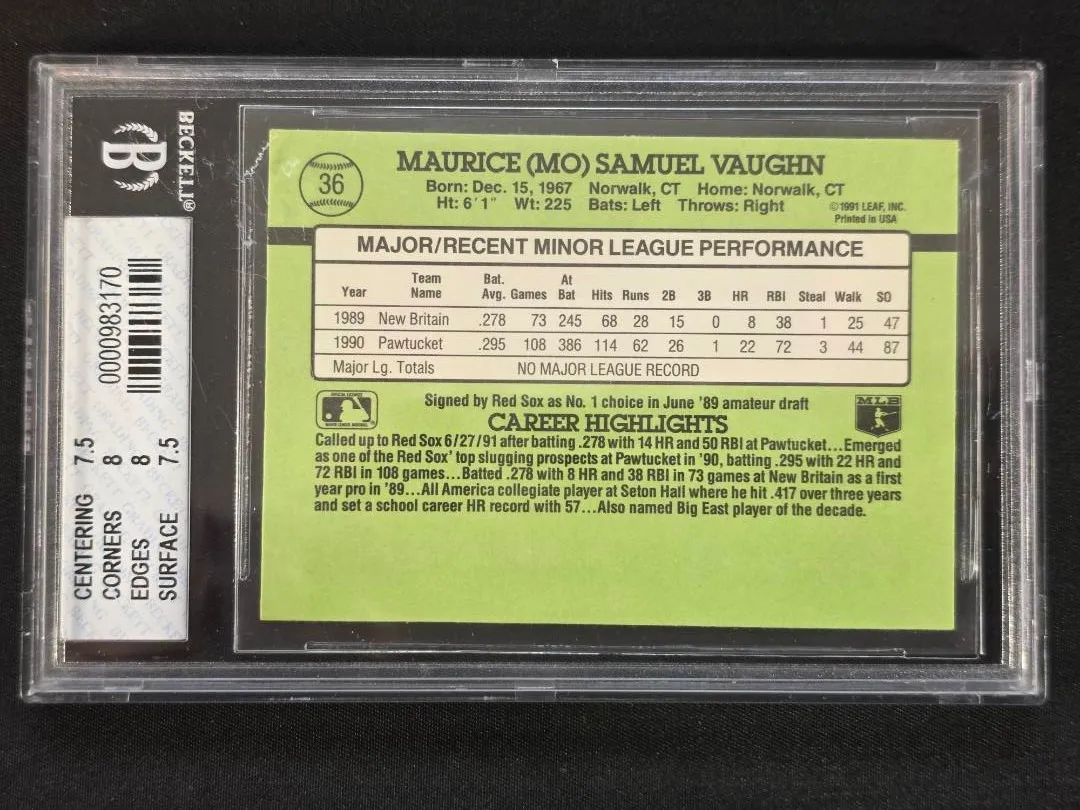 BECKETT®
B
0000983170
CENTERING 7.5
CORNERS 8
EDGES 8
SURFACE 7.5
36
MAURICE (MO) SAMUEL VAUGHN
Born: Dec. 15, 1967 Norwalk, CT Home: Norwalk, CT
Ht: 6'1" Wt: 225 Bats: Left Throws: Right
©1991 LEAF, INC.
Printed in USA
MAJOR/RECENT MINOR LEAGUE PERFORMANCE
Year Team Name Bat. Avg. Games At Bat Hits Runs 2B 3B HR RBI Steal Walk SO
1989 New Britain .278 73 245 68 28 15 0 8 38 1 25 47
1990 Pawtucket .295 108 386 114 62 26 1 22 72 3 44 87
Major Lg. Totals NO MAJOR LEAGUE RECORD
Signed by Red Sox as No. 1 choice in June '89 amateur draft
MLB
CAREER HIGHLIGHTS
Called up to Red Sox 6/27/91 after batting .278 with 14 HR and 50 RBI at Pawtucket...Emerged
as one of the Red Sox' top slugging prospects at Pawtucket in '90, batting .295 with 22 HR and
72 RBI in 108 games...Batted .278 with 8 HR and 38 RBI in 73 games at New Britain as a first
year pro in '89...All America collegiate player at Seton Hall where he hit .417 over three years
and set a school career HR record with 57...Also named Big East player of the decade.